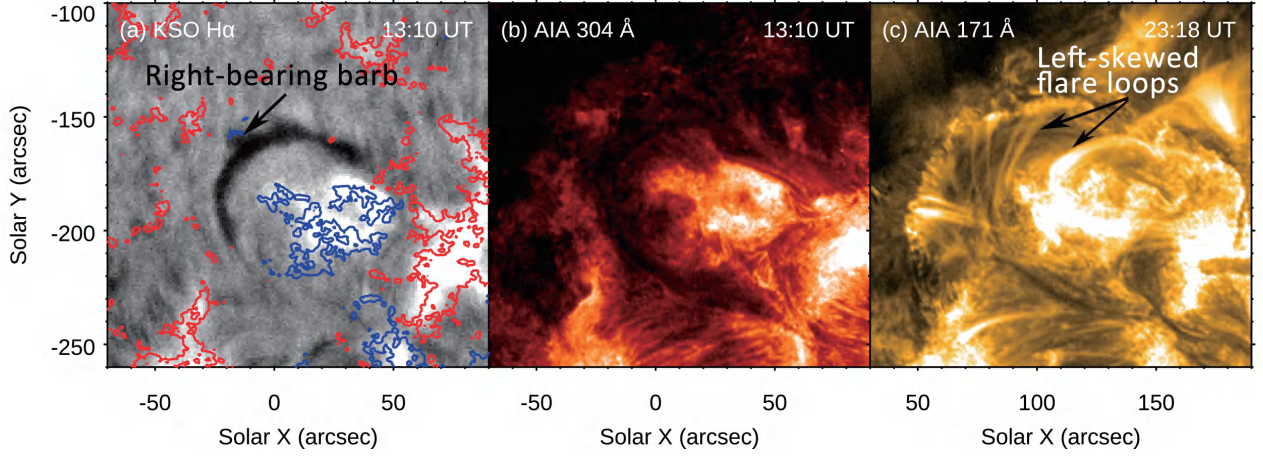 (a) KSO Hα 13:10 UT
Right-bearing barb
(b) AIA 304 Å 13:10 UT
(c) AIA 171 Å 23:18 UT
Left-skewed
flare loops
-100
-150
-200
-250
Solar Y (arcsec)
-50 0 50
-50 0 50
50 100 150
Solar X (arcsec)
Solar X (arcsec)
Solar X (arcsec)